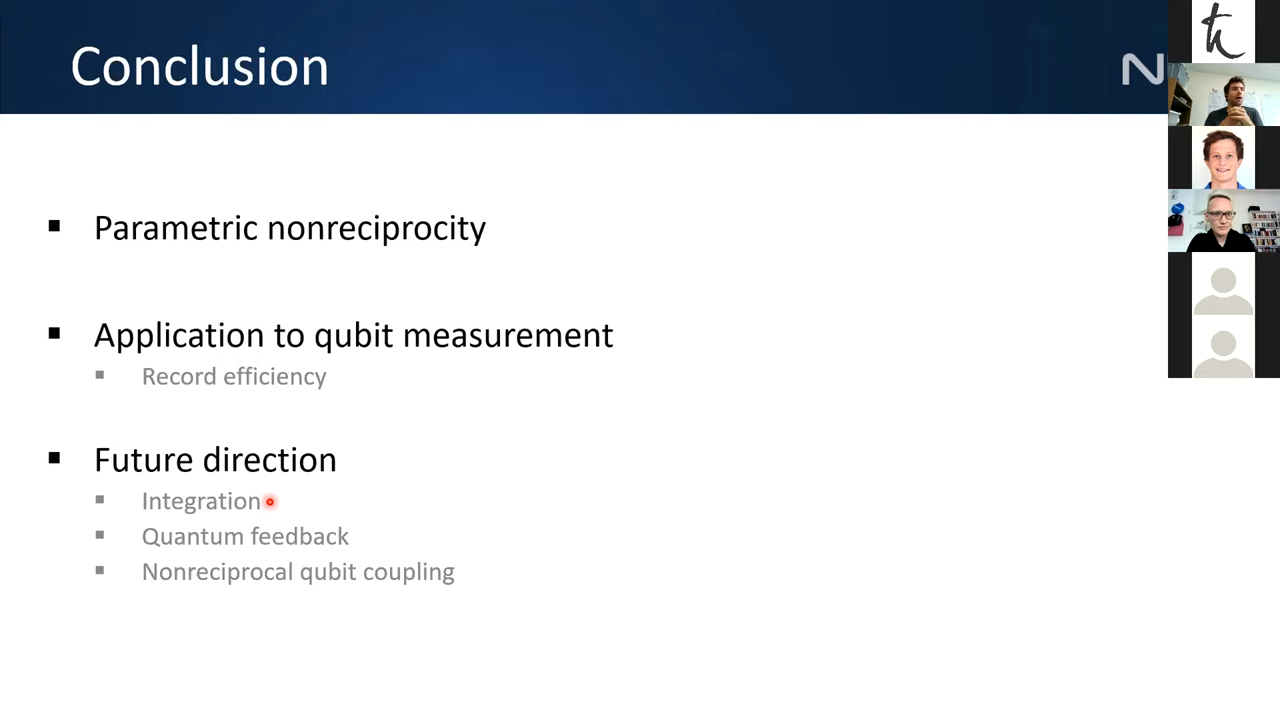 Conclusion
Parametric nonreciprocity
Application to qubit measurement
Record efficiency
Future direction
Integration
Quantum feedback
Nonreciprocal qubit coupling